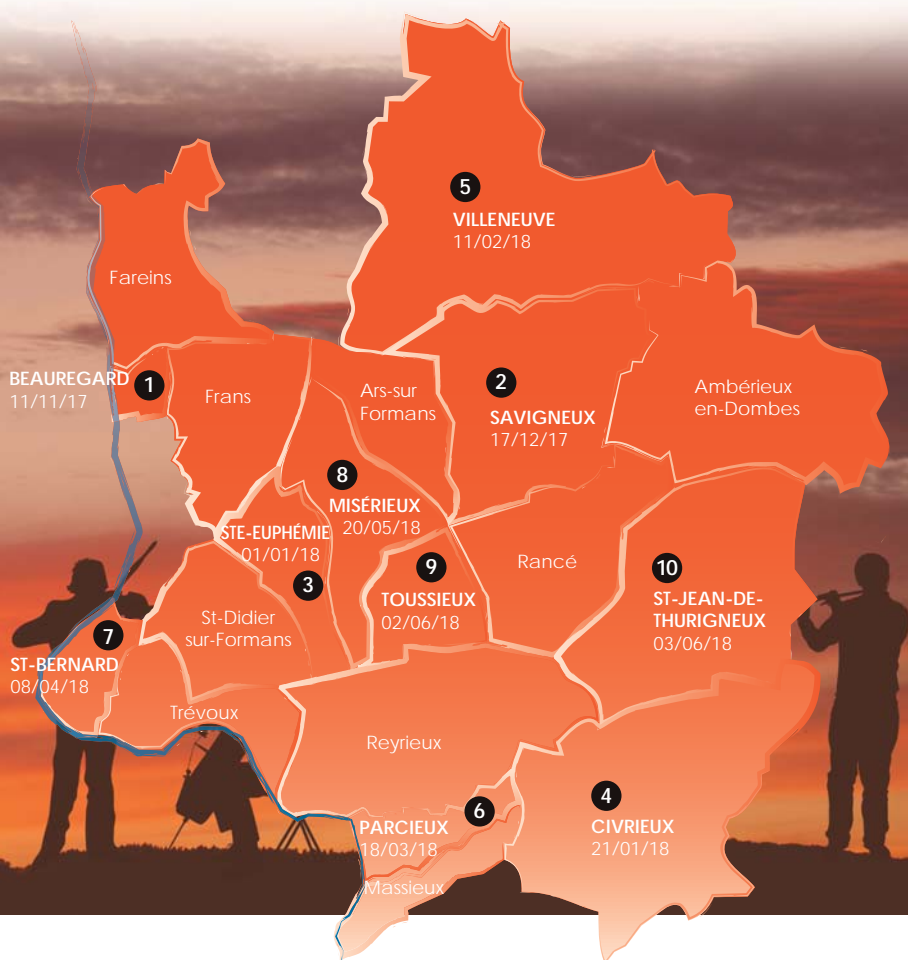 5
VILLENEUVE
11/02/18
Fareins
BEAUREGARD
11/11/17
1
Frans
Ars-sur
Formans
2
SAVIGNEUX
17/12/17
Ambérieux
en-Dombes
8
MISÉRIEUX
20/05/18
STE-EUPHÉMIE
01/01/18
3
9
TOUSSIEUX
02/06/18
Rancé
10
ST-JEAN-DE-
THURIGNEUX
03/06/18
St-Didier
sur-Formans
7
ST-BERNARD
08/04/18
Trévoux
Reyrieux
6
PARCIEUX
18/03/18
4
CIVRIEUX
21/01/18
Massieux